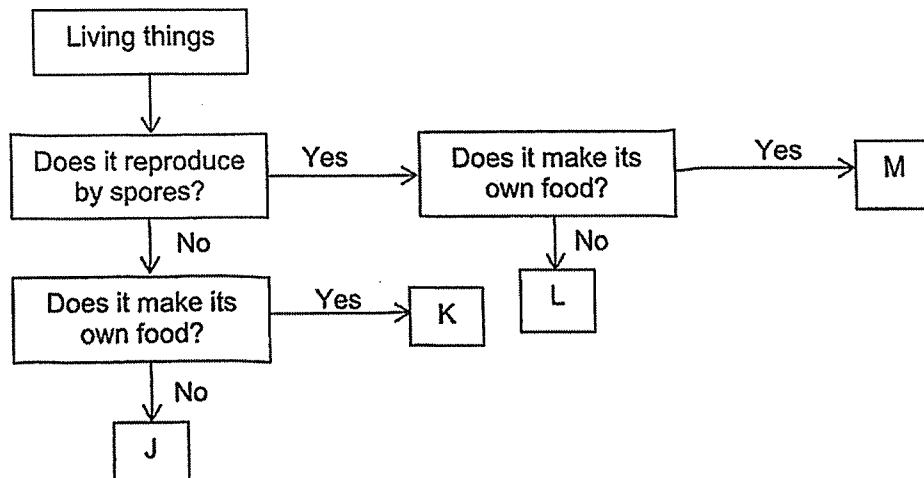 Living things
Does it reproduce
by spores?
Yes
Does it make its
own food?
Yes
M
No
No
L
Does it make its
own food?
Yes
K
No
J